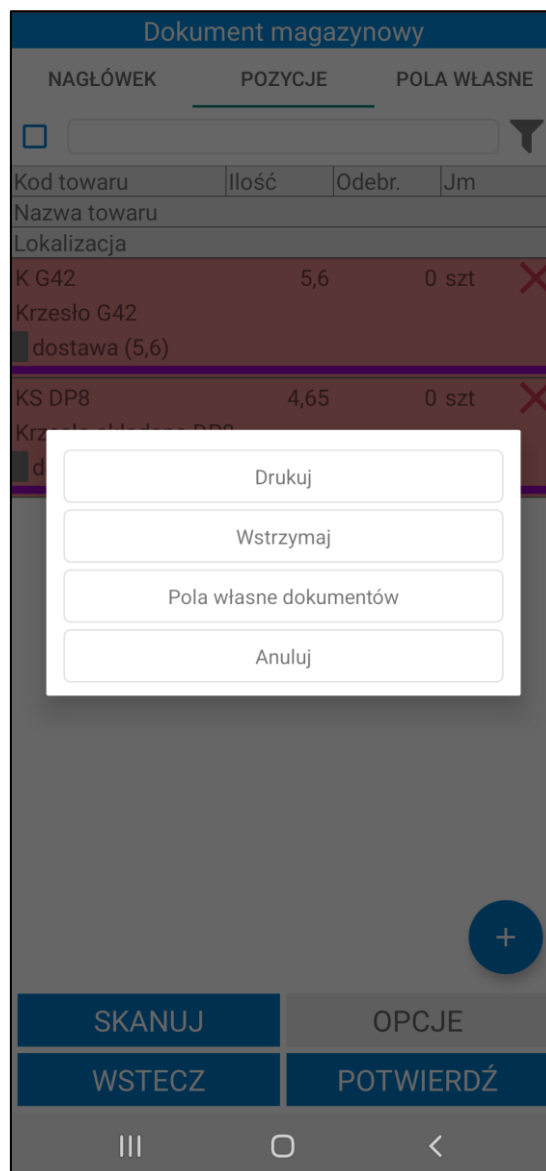 Dokument magazynowy
NAGŁÓWEK POZYCJE POLA WŁASNE
Kod towaru Ilość Odebr. Jm
Nazwa towaru
Lokalizacja
K G42 5,6 0 szt
Krzesło G42
dostawa (5,6)
KS DP8 4,65 0 szt
Drukuj
Wstrzymaj
Pola własne dokumentów
Anuluj
+
SKANUJ OPCJE
WSTECZ POTWIERDŹ